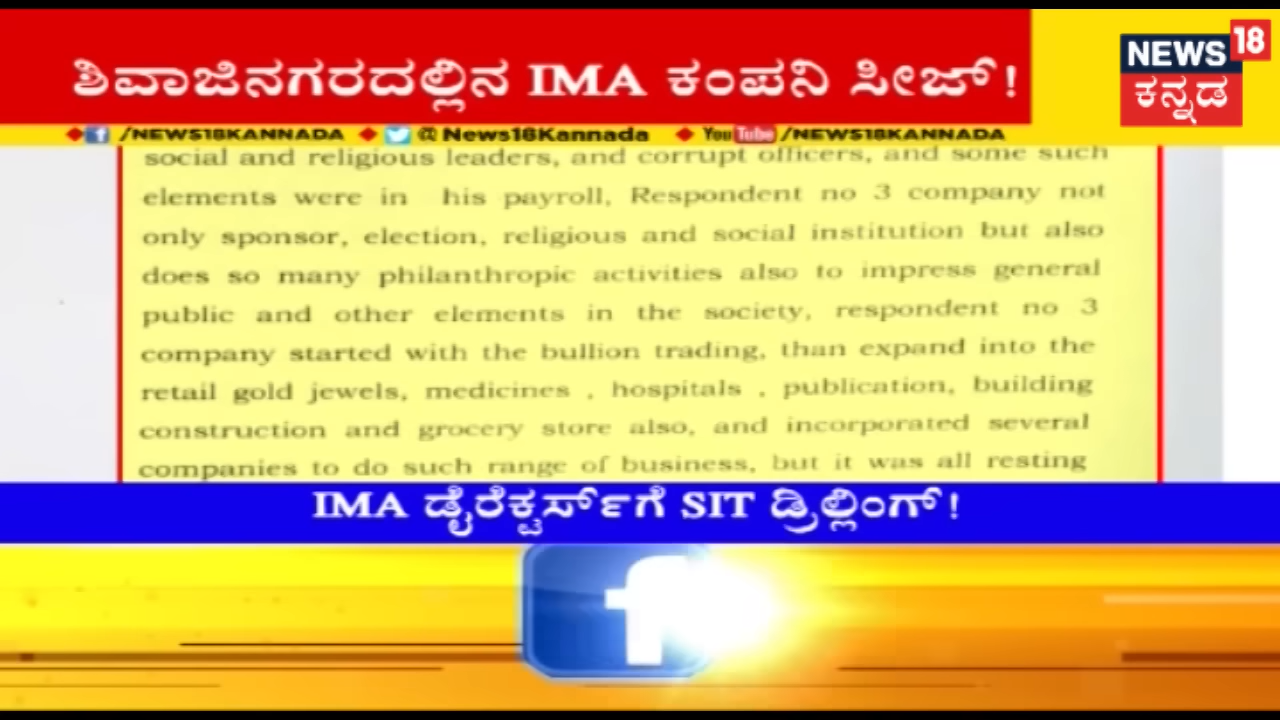 ಶಿವಾಜಿನಗರದಲ್ಲಿನ IMA ಕಂಪನಿ ಸೀಜ್!
NEWS 18
ಕನ್ನಡ
/NEWS18KANNADA @News18Kannada YouTube /NEWS18KANNADA
social and religious leaders, and corrupt officers, and some such
elements were in his payroll, Respondent no 3 company not
only sponsor, election, religious and social institution but also
does so many philanthropic activities also to impress general
public and other elements in the society, respondent no 3
company started with the bullion trading, than expand into the
retail gold jewels, medicines , hospitals , publication, building
construction and grocery store also, and incorporated several
companies to do such range of business, but it was all resting
IMA ಡೈರೆಕ್ಟರ್ಸ್‌ಗೆ SIT ಡ್ರಿಲ್ಲಿಂಗ್!
f